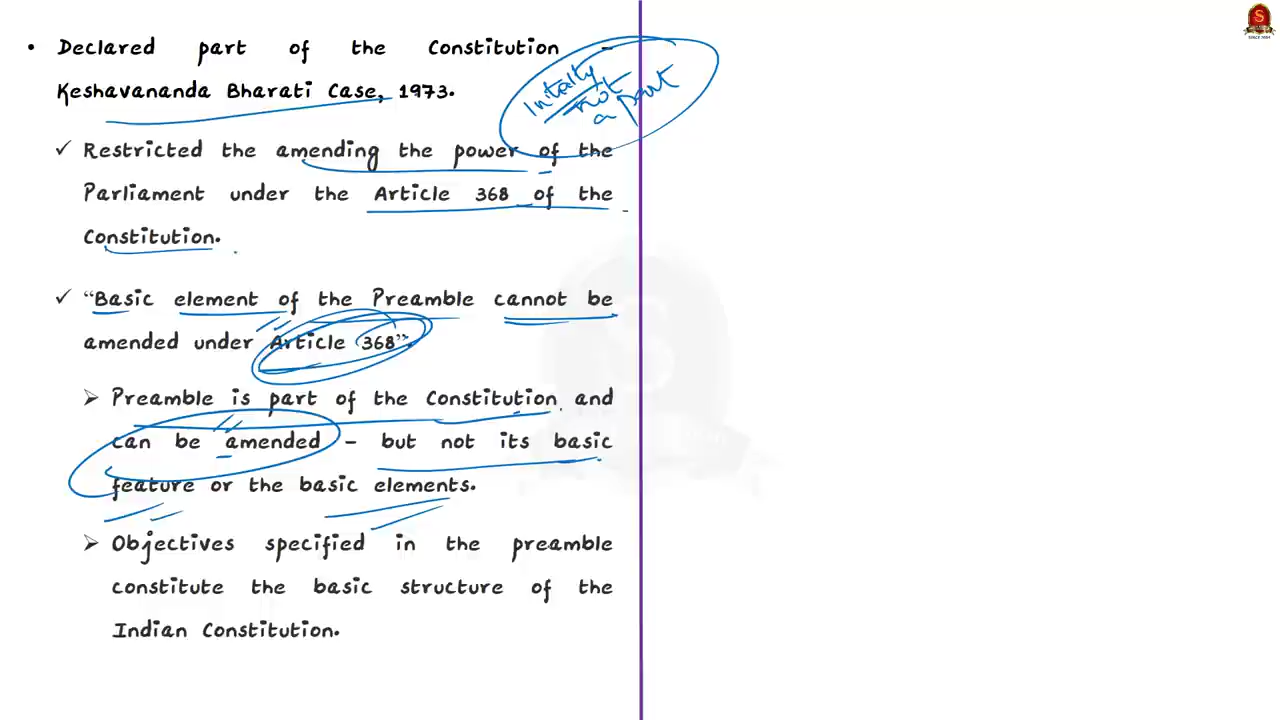 • Declared part of the Constitution –
Keshavananda Bharati Case, 1973.
Initally
not
a part
✓ Restricted the amending the power of the
Parliament under the Article 368 of the
Constitution.
✓ “Basic element of the Preamble cannot be
amended under Article 368”.
➢ Preamble is part of the Constitution and
can be amended – but not its basic
feature or the basic elements.
➢ Objectives specified in the preamble
constitute the basic structure of the
Indian Constitution.